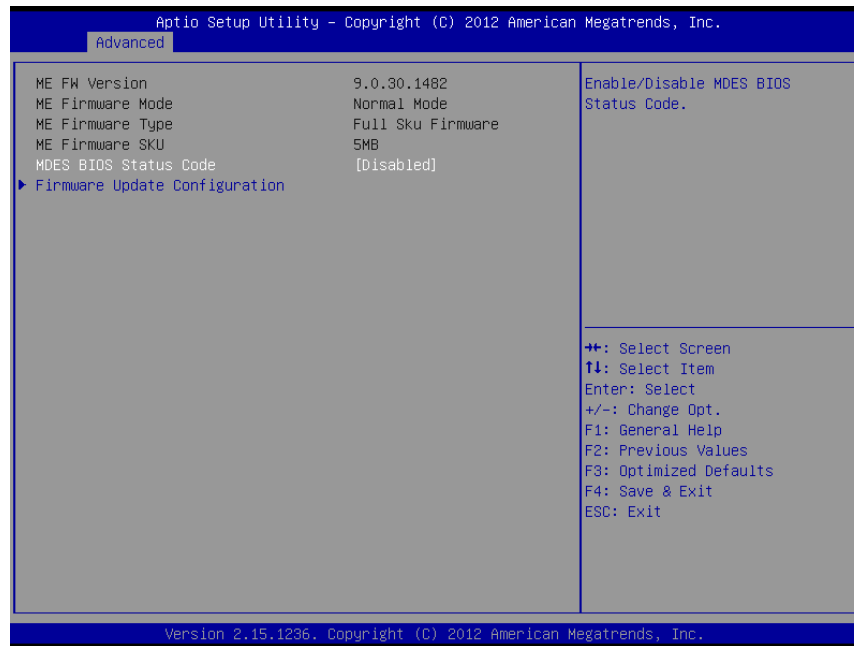 Aptio Setup Utility – Copyright (C) 2012 American Megatrends, Inc.
Advanced
ME FW Version 9.0.30.1482
ME Firmware Mode Normal Mode
ME Firmware Type Full Sku Firmware
ME Firmware SKU 5MB
MDES BIOS Status Code [Disabled]
Firmware Update Configuration
Enable/Disable MDES BIOS
Status Code.
→←: Select Screen
↑↓: Select Item
Enter: Select
+/-: Change Opt.
F1: General Help
F2: Previous Values
F3: Optimized Defaults
F4: Save & Exit
ESC: Exit
Version 2.15.1236. Copyright (C) 2012 American Megatrends, Inc.